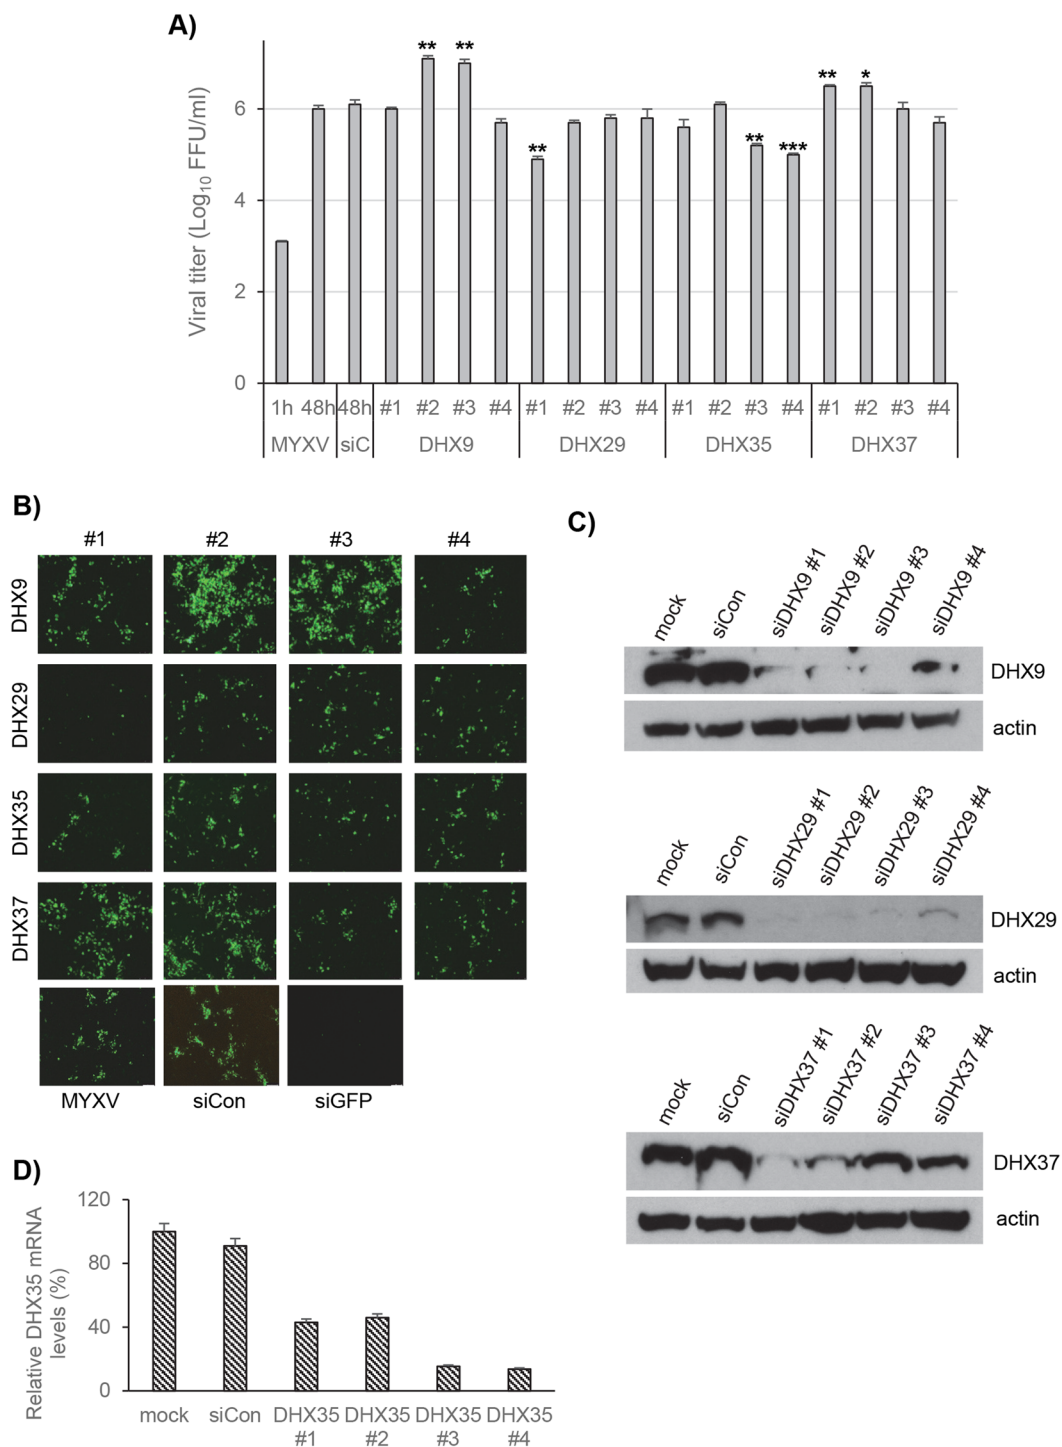 A)
Viral titer (Log10 FFU/ml)
6
4
2
0
** ** ** ** *** ** *
1h 48h 48h #1 #2 #3 #4 #1 #2 #3 #4 #1 #2 #3 #4 #1 #2 #3 #4
MYXV siC DHX9 DHX29 DHX35 DHX37
B)
#1 #2 #3 #4
DHX9
DHX29
DHX35
DHX37
MYXV siCon siGFP
C)
mock siCon siDHX9 #1 siDHX9 #2 siDHX9 #3 siDHX9 #4
DHX9
actin
mock siCon siDHX29 #1 siDHX29 #2 siDHX29 #3 siDHX29 #4
DHX29
actin
mock siCon siDHX37 #1 siDHX37 #2 siDHX37 #3 siDHX37 #4
DHX37
actin
D)
Relative DHX35 mRNA
levels (%)
120
80
40
0
mock siCon DHX35 DHX35 DHX35 DHX35
#1 #2 #3 #4